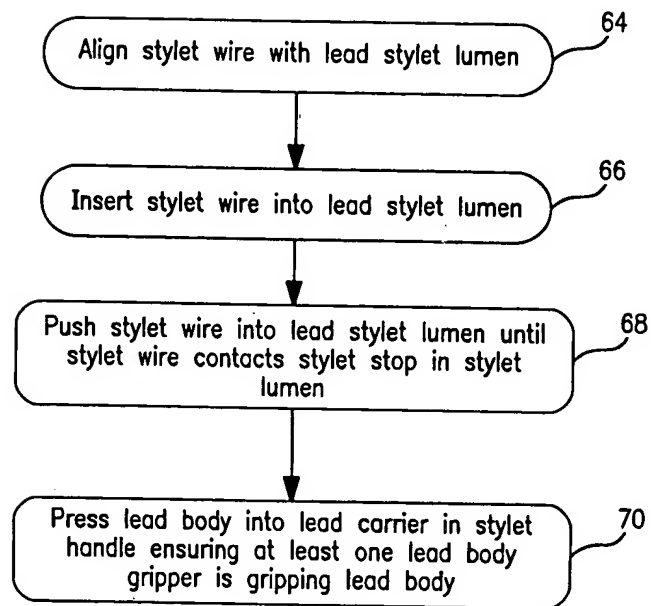 64
Align stylet wire with lead stylet lumen
66
Insert stylet wire into lead stylet lumen
68
Push stylet wire into lead stylet lumen until
stylet wire contacts stylet stop in stylet
lumen
70
Press lead body into lead carrier in stylet
handle ensuring at least one lead body
gripper is gripping lead body